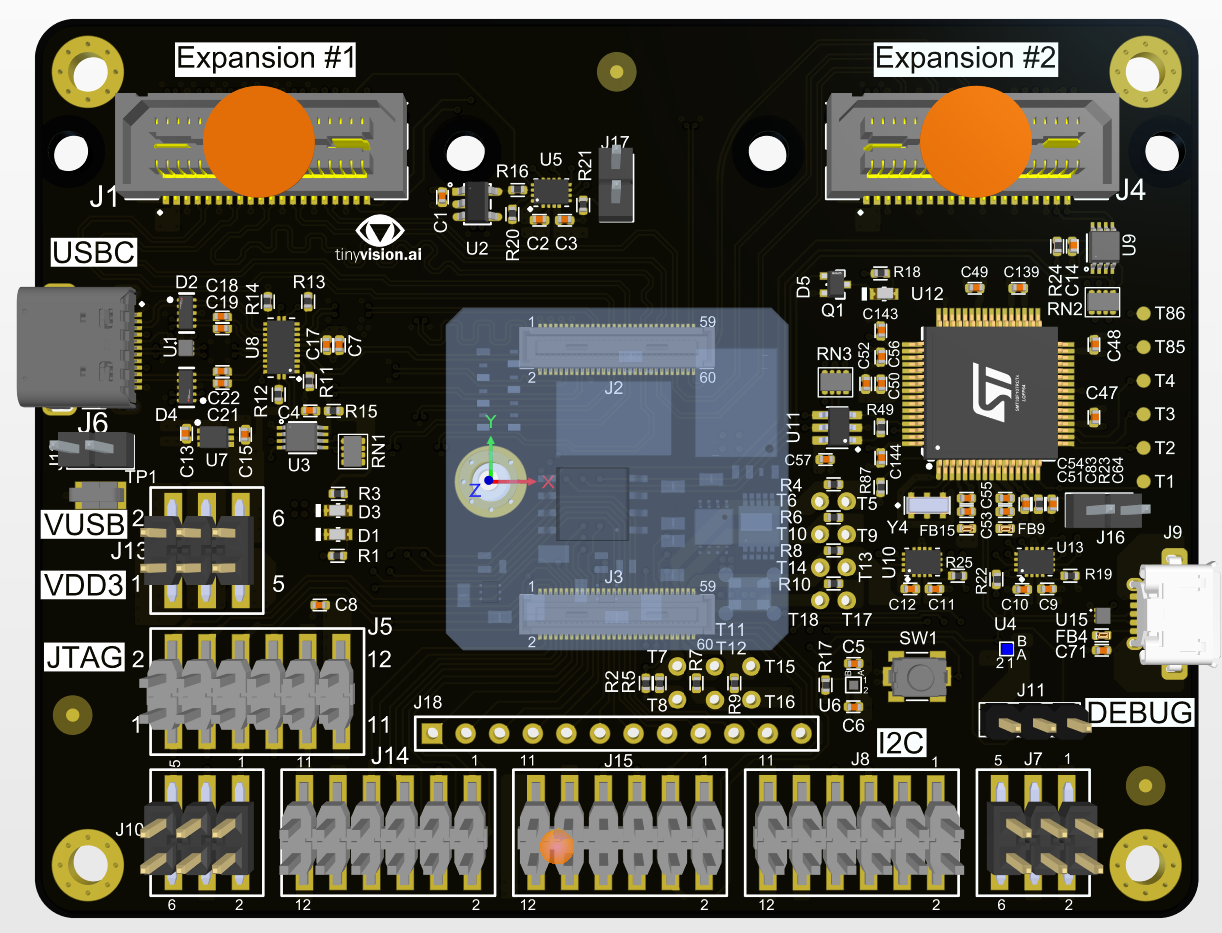 Expansion #1
Expansion #2
J17
U5
R21
R16
J1
J4
C1
U2
R20
C2
C3
tinyvision.ai
U9
USBC
R24
C14
D2
C18
C19
R14
R13
D5
R18
U12
C49
C139
RN2
Q1
C143
T86
1
59
U1
U8
C17
C7
RN3
C52
C56
C48
T85
2
60
J2
C22
R12
R11
C50
T4
D4
C21
C4
R15
R49
C47
T3
J6
U11
Y
C13
U7
C15
U3
RN1
C57
C144
T2
TP1
X
Z
R87
C54
C51
C83
R23
C64
T1
R4
T6
T5
R3
D3
VUSB
2
6
R6
Y4
FB15
C53
C55
FB9
J16
J9
J13
D1
R1
T10
T9
R8
U10
U13
VDD3
1
5
J3
T14
T13
R25
R22
R19
1
59
R10
C12
C11
C10
C9
C8
T18
T17
U4
U15
J5
2
60
T11
SW1
B
A
2
1
FB4
C71
JTAG
2
12
T7
T12
R7
T15
R17
C5
R2
R5
T8
R9
T16
U6
C6
J11
DEBUG
1
11
J18
I2C
5
1
11
J14
1
11
J15
1
11
J8
1
5
J7
1
J10
6
2
12
2
12
2
12
2
6
2